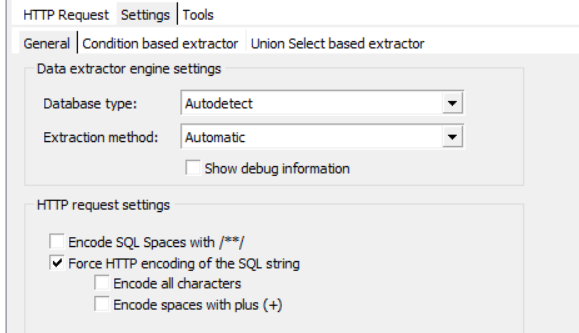 HTTP Request Settings Tools
General Condition based extractor Union Select based extractor
Data extractor engine settings
Database type: Autodetect
Extraction method: Automatic
Show debug information
HTTP request settings
Encode SQL Spaces with /**/
Force HTTP encoding of the SQL string
Encode all characters
Encode spaces with plus (+)